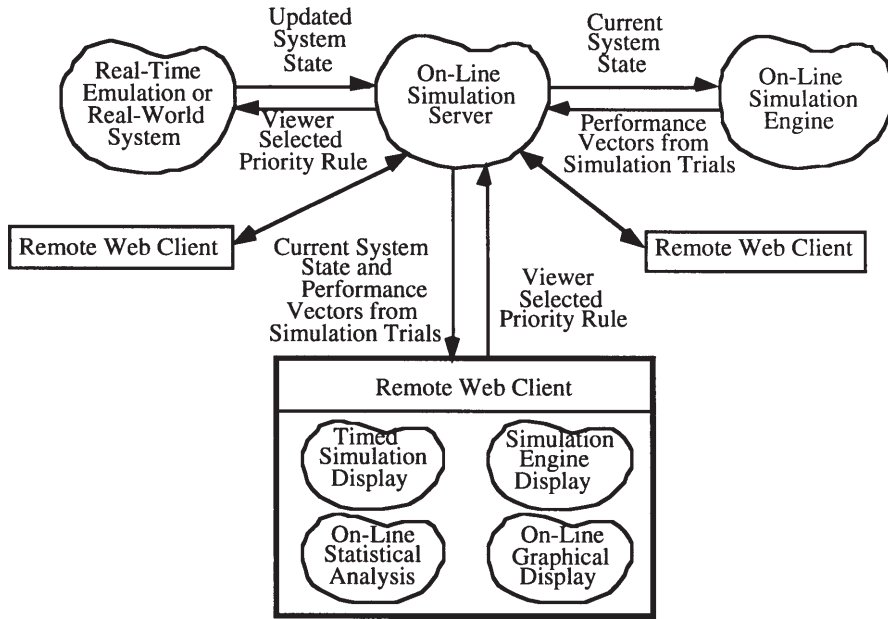 Updated
System
State
Current
System
State
Real-Time
Emulation or
Real-World
System
On-Line
Simulation
Server
On-Line
Simulation
Engine
Viewer
Selected
Priority Rule
Performance
Vectors from
Simulation Trials
Remote Web Client
Remote Web Client
Current System
State and
Performance
Vectors from
Simulation Trials
Viewer
Selected
Priority Rule
Remote Web Client
Timed
Simulation
Display
Simulation
Engine
Display
On-Line
Statistical
Analysis
On-Line
Graphical
Display